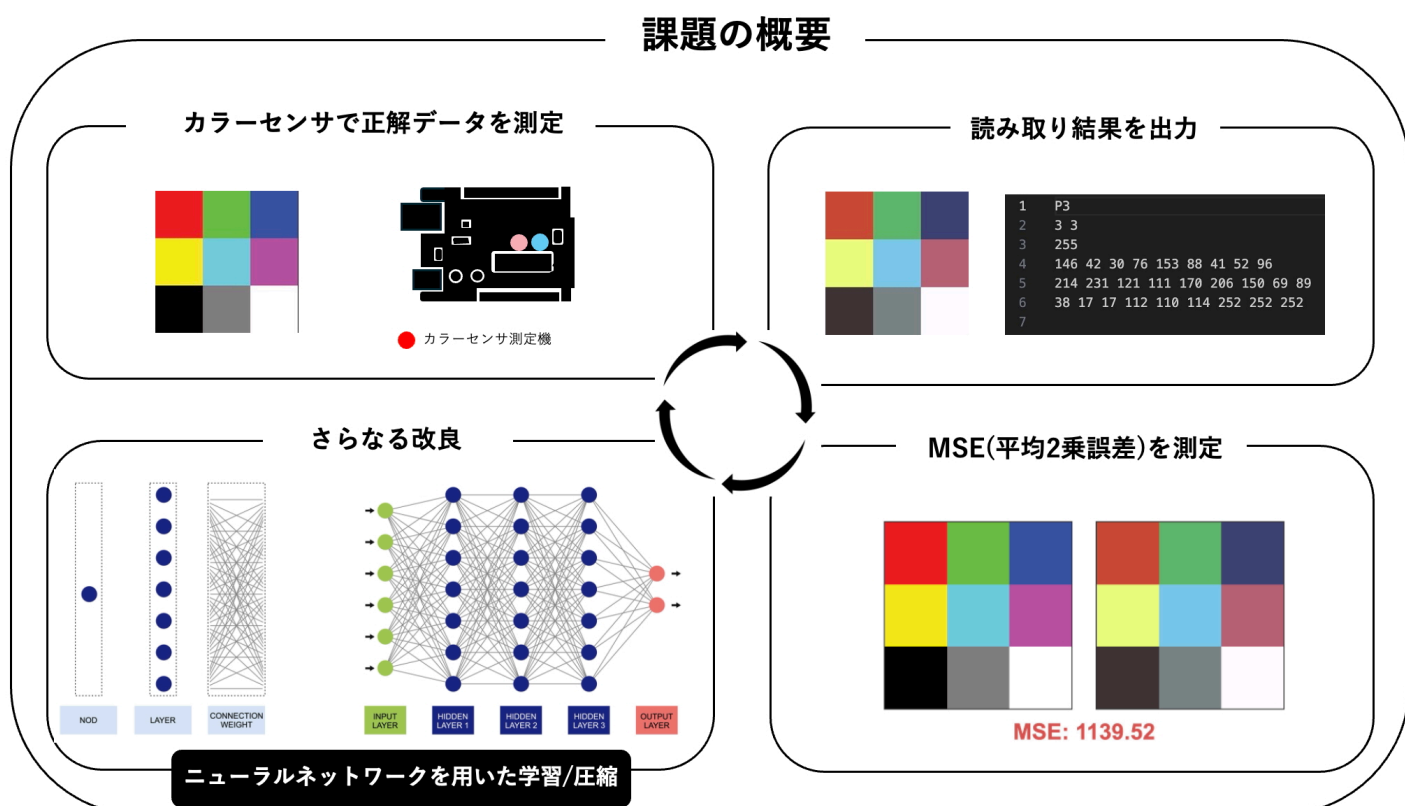 課題の概要
カラーセンサで正解データを測定
カラーセンサ測定機
読み取り結果を出力
1 P3
2 3 3
3 255
4 146 42 30 76 153 88 41 52 96
5 214 231 121 111 170 206 150 69 89
6 38 17 17 112 110 114 252 252 252
7
さらなる改良
NOD
LAYER
CONNECTION
WEIGHT
INPUT
LAYER
HIDDEN
LAYER 1
HIDDEN
LAYER 2
HIDDEN
LAYER 3
OUTPUT
LAYER
ニューラルネットワークを用いた学習/圧縮
MSE(平均2乗誤差)を測定
MSE: 1139.52